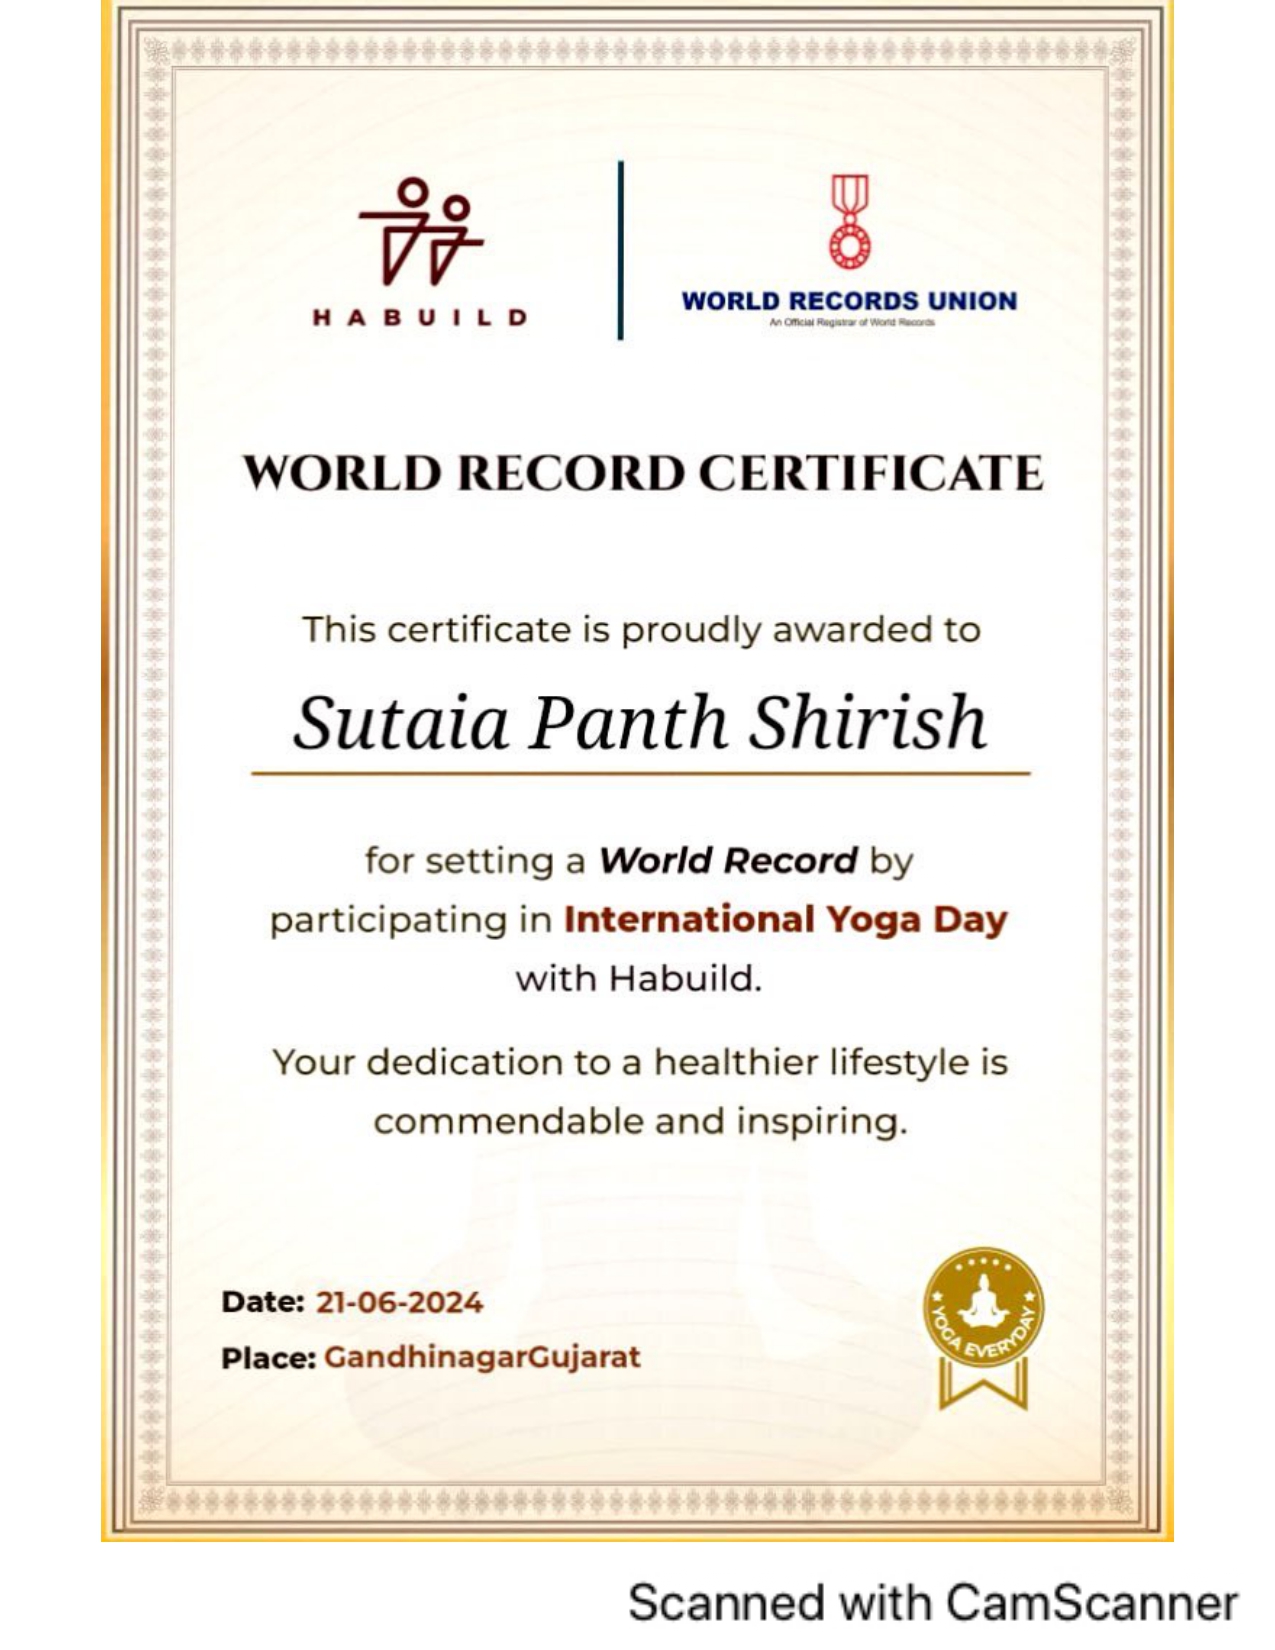 HABUILD
WORLD RECORDS UNION
An Official Registrar of World Records
WORLD RECORD CERTIFICATE
This certificate is proudly awarded to
Sutaia Panth Shirish
for setting a World Record by
participating in International Yoga Day
with Habuild.
Your dedication to a healthier lifestyle is
commendable and inspiring.
Date: 21-06-2024
Place: GandhinagarGujarat
YOGA EVERYDAY
Scanned with CamScanner